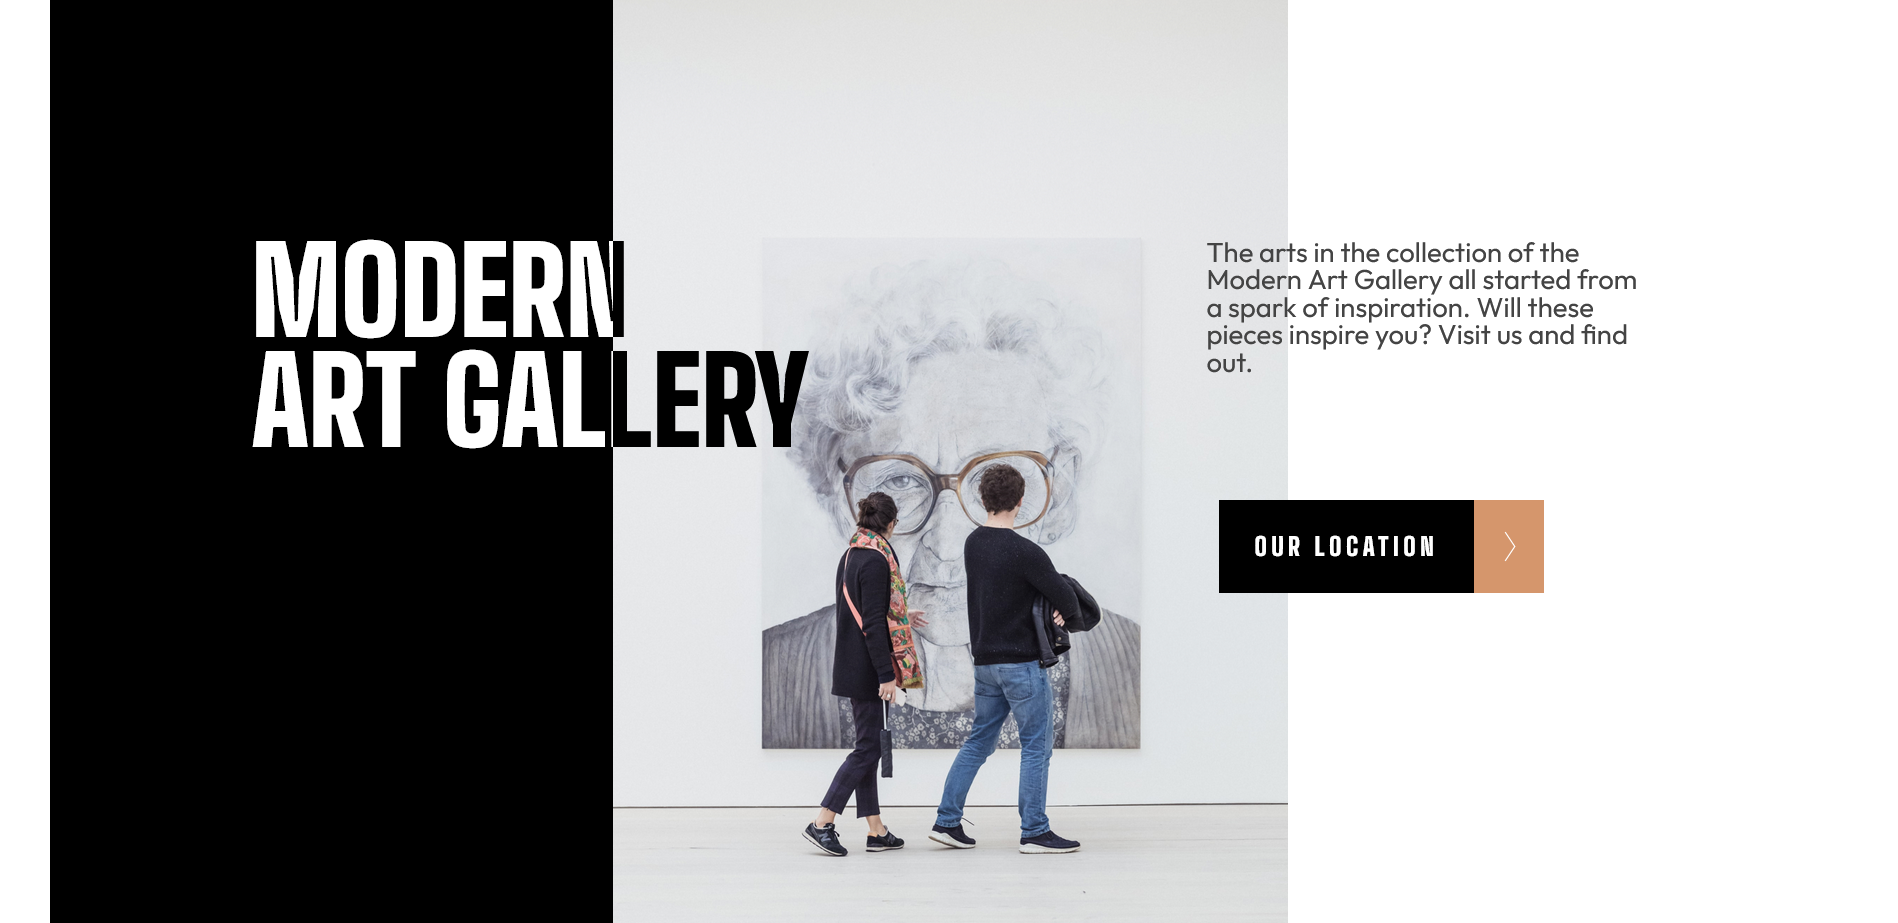 MODERN
ART GALLERY
The arts in the collection of the
Modern Art Gallery all started from
a spark of inspiration. Will these
pieces inspire you? Visit us and find
out.
OUR LOCATION